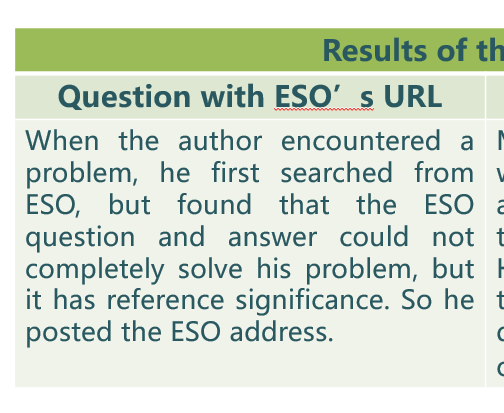 Results of th
Question with ESO’ s URL
When the author encountered a
problem, he first searched from
ESO, but found that the ESO
question and answer could not
completely solve his problem, but
it has reference significance. So he
posted the ESO address.